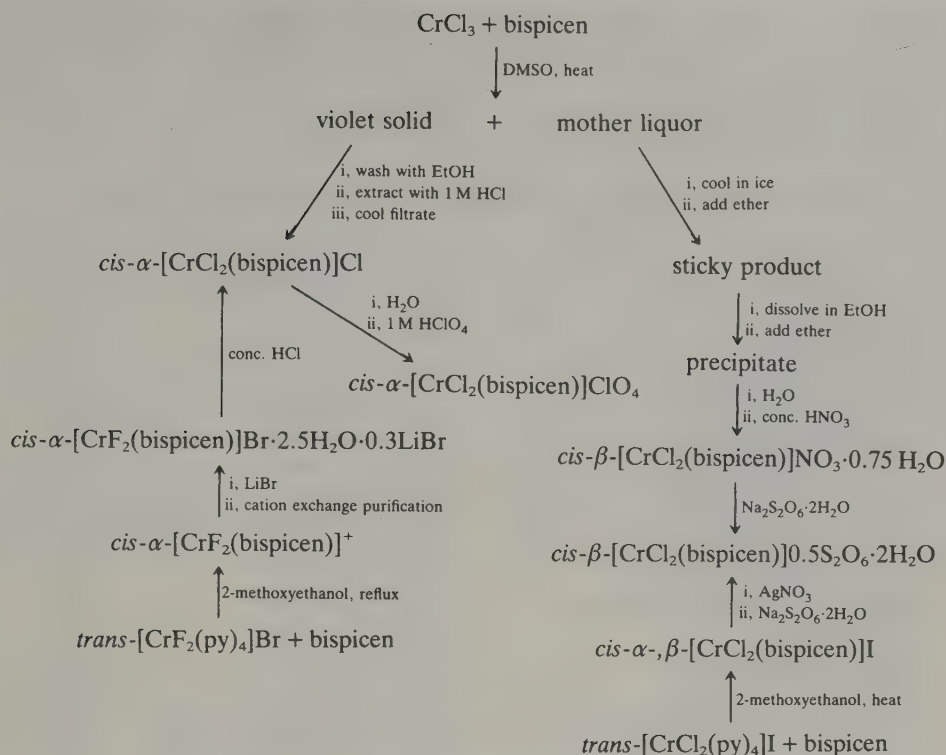 CrCl₃ + bispicen
DMSO, heat
violet solid + mother liquor
i, wash with EtOH
ii, extract with 1 M HCl
iii, cool filtrate
i, cool in ice
ii, add ether
cis-α-[CrCl₂(bispicen)]Cl
sticky product
i, H₂O
ii, 1 M HClO₄
i, dissolve in EtOH
ii, add ether
conc. HCl
precipitate
cis-α-[CrCl₂(bispicen)]ClO₄
i, H₂O
ii, conc. HNO₃
cis-α-[CrF₂(bispicen)]Br·2.5H₂O·0.3LiBr
cis-β-[CrCl₂(bispicen)]NO₃·0.75 H₂O
i, LiBr
ii, cation exchange purification
Na₂S₂O₆·2H₂O
cis-α-[CrF₂(bispicen)]⁺
cis-β-[CrCl₂(bispicen)]0.5S₂O₆·2H₂O
2-methoxyethanol, reflux
i, AgNO₃
ii, Na₂S₂O₆·2H₂O
trans-[CrF₂(py)₄]Br + bispicen
cis-α-,β-[CrCl₂(bispicen)]I
2-methoxyethanol, heat
trans-[CrCl₂(py)₄]I + bispicen